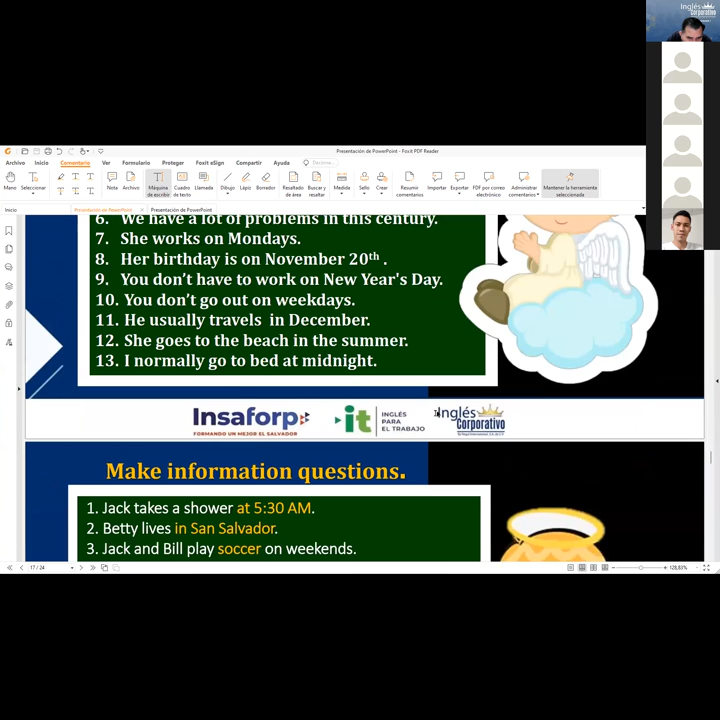 Inglés
Corporativo
Presentación de PowerPoint - Foxit PDF Reader
Archivo Inicio Comentario Ver Formulario Proteger Foxit eSign Compartir Ayuda
Mano Seleccionar Nota Archivo Máquina de escribir Cuadro de texto Llamada Dibujo Lápiz Borrador Resaltado de área Buscar y resaltar Medida Sello Crear Resumir comentarios Importar Exportar PDF por correo electrónico Administrar comentarios Mantener la herramienta seleccionada
Inicio Presentación de PowerPoint Presentación de PowerPoint
We have a lot of problems in this century.
7. She works on Mondays.
8. Her birthday is on November 20th .
9. You don't have to work on New Year's Day.
10. You don't go out on weekdays.
11. He usually travels in December.
12. She goes to the beach in the summer.
13. I normally go to bed at midnight.
Insaforp
FORMANDO UN MEJOR EL SALVADOR
it
INGLÉS
PARA
EL TRABAJO
Inglés
Corporativo
Make information questions.
1. Jack takes a shower at 5:30 AM.
2. Betty lives in San Salvador.
3. Jack and Bill play soccer on weekends.
17 / 24
128,83%